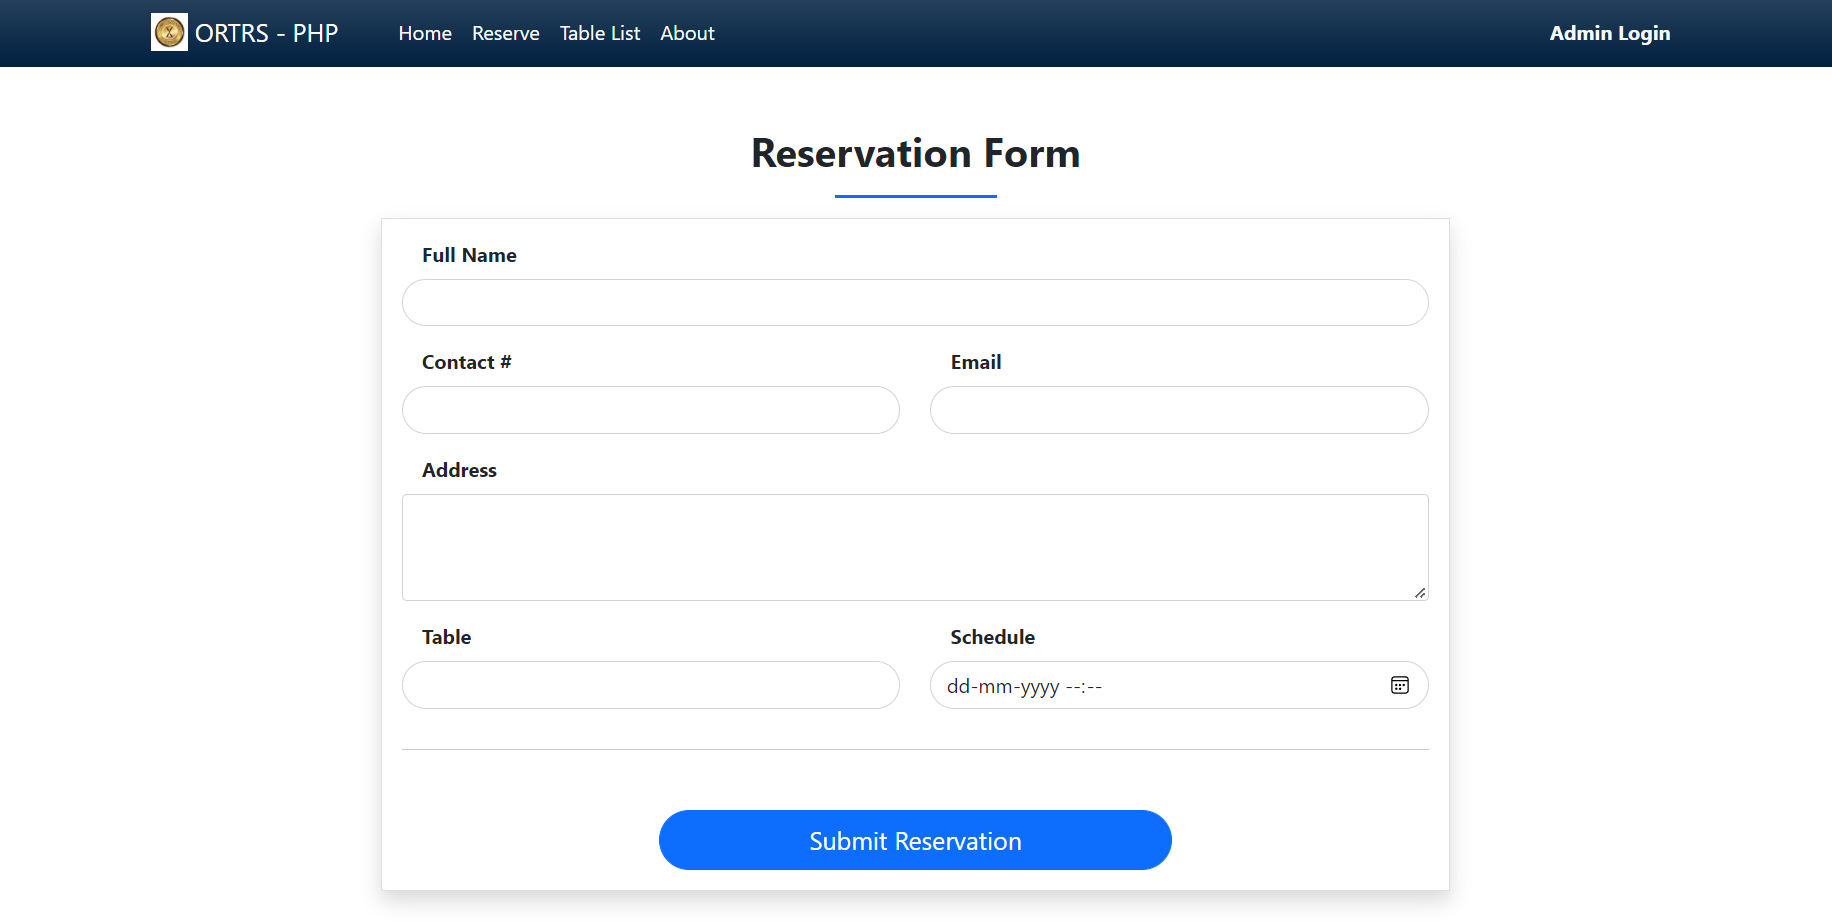 ORTRS - PHP Home Reserve Table List About Admin Login
Reservation Form
Full Name
Contact # Email
Address
Table Schedule
dd-mm-yyyy --:--
Submit Reservation